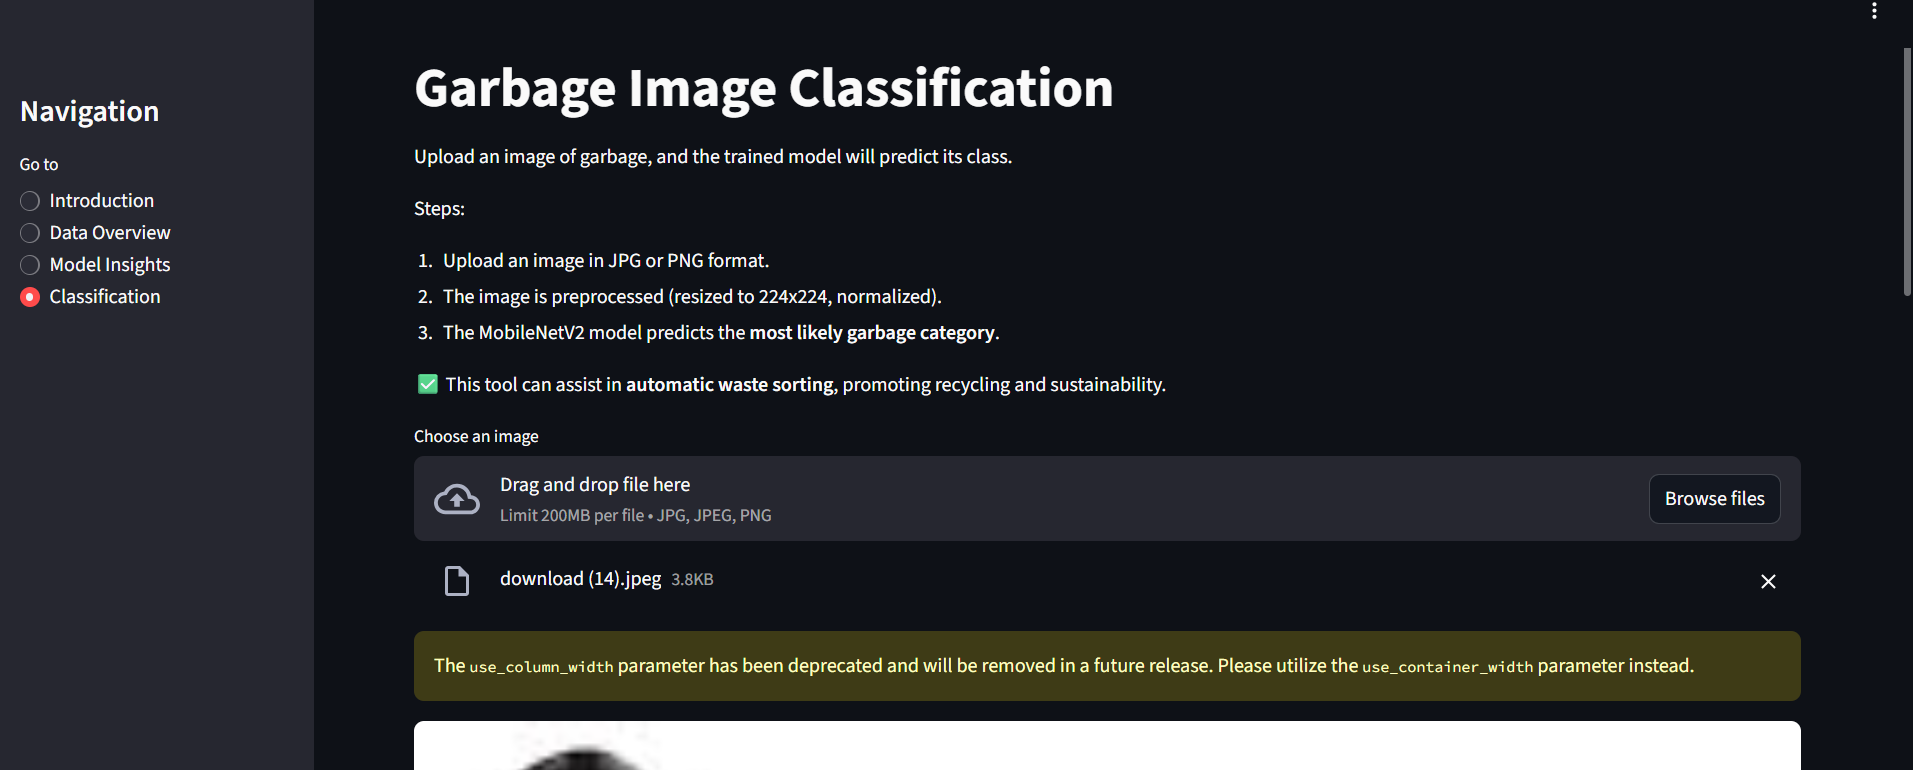 Navigation
Go to
Introduction
Data Overview
Model Insights
Classification
Garbage Image Classification
Upload an image of garbage, and the trained model will predict its class.
Steps:
1. Upload an image in JPG or PNG format.
2. The image is preprocessed (resized to 224x224, normalized).
3. The MobileNetV2 model predicts the most likely garbage category.
✅ This tool can assist in automatic waste sorting, promoting recycling and sustainability.
Choose an image
Drag and drop file here
Limit 200MB per file • JPG, JPEG, PNG
Browse files
download (14).jpeg 3.8KB
The use_column_width parameter has been deprecated and will be removed in a future release. Please utilize the use_container_width parameter instead.